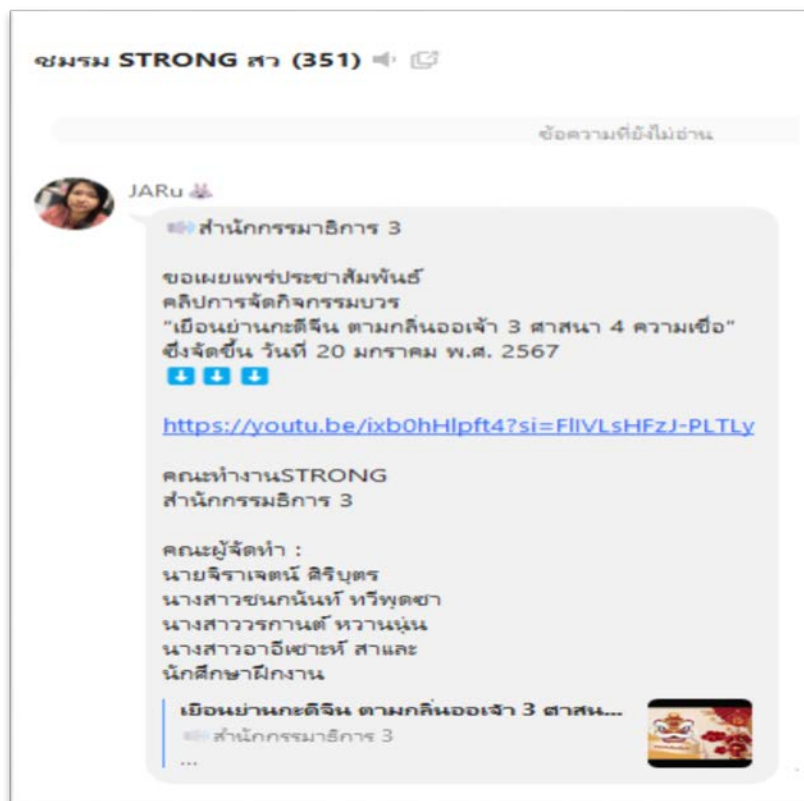 ชมรม STRONG สว (351)
ข้อความที่ยังไม่อ่าน
JARu
สำนักกรรมาธิการ 3
ขอเผยแพร่ประชาสัมพันธ์
คลิปการจัดกิจกรรมบวร
“เยือนย่านกะดีจีน ตามกลิ่นออเจ้า 3 ศาสนา 4 ความเชื่อ”
ซึ่งจัดขึ้น วันที่ 20 มกราคม พ.ศ. 2567
https://youtu.be/ixb0hHlpft4?si=FlIVLsHFzJ-PLTLy
คณะทำงานSTRONG
สำนักกรรมธิการ 3
คณะผู้จัดทำ :
นายจิราเจตน์ ศิริบุตร
นางสาวชนกนันท์ ทวีพุดซา
นางสาววรกานต์ หวานนุ่น
นางสาวอาอีเซาะห์ สาและ
นักศึกษาฝึกงาน
เยือนย่านกะดีจีน ตามกลิ่นออเจ้า 3 ศาสน...
สำนักกรรมาธิการ 3
...